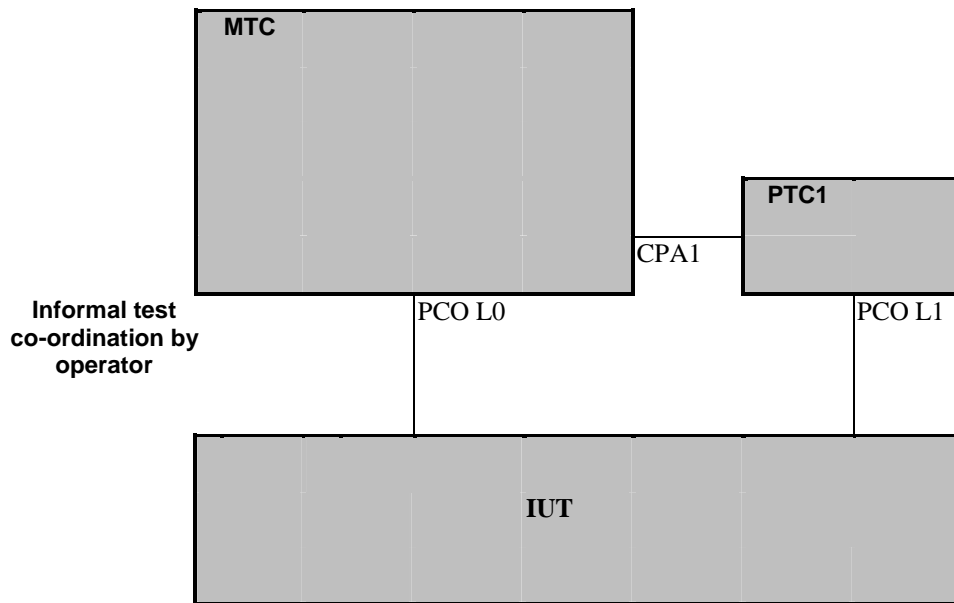 MTC
PTC1
CPA1
Informal test
co-ordination by
operator
PCO L0
PCO L1
IUT